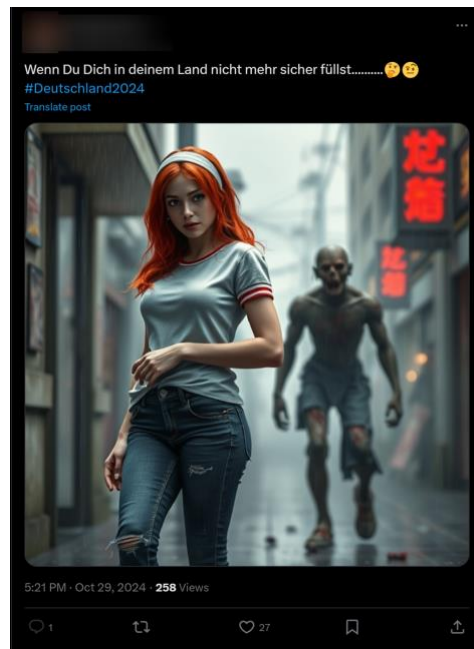 Wenn Du Dich in deinem Land nicht mehr sicher füllst..........🤔🤨
#Deutschland2024
Translate post
5:21 PM · Oct 29, 2024 · 258 Views
1
27